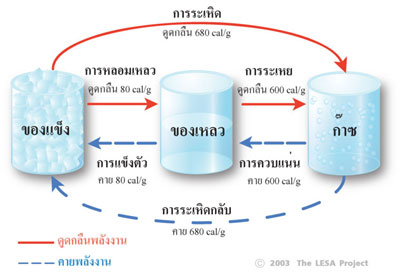 การระเหิด
ดูดกลืน 680 cal/g
การหลอมเหลว
ดูดกลืน 80 cal/g
การระเหย
ดูดกลืน 600 cal/g
ของแข็ง
ของเหลว
ก๊าซ
การแข็งตัว
คาย 80 cal/g
การควบแน่น
คาย 600 cal/g
การระเหิดกลับ
คาย 680 cal/g
ดูดกลืนพลังงาน
คายพลังงาน
© 2003 The LESA Project